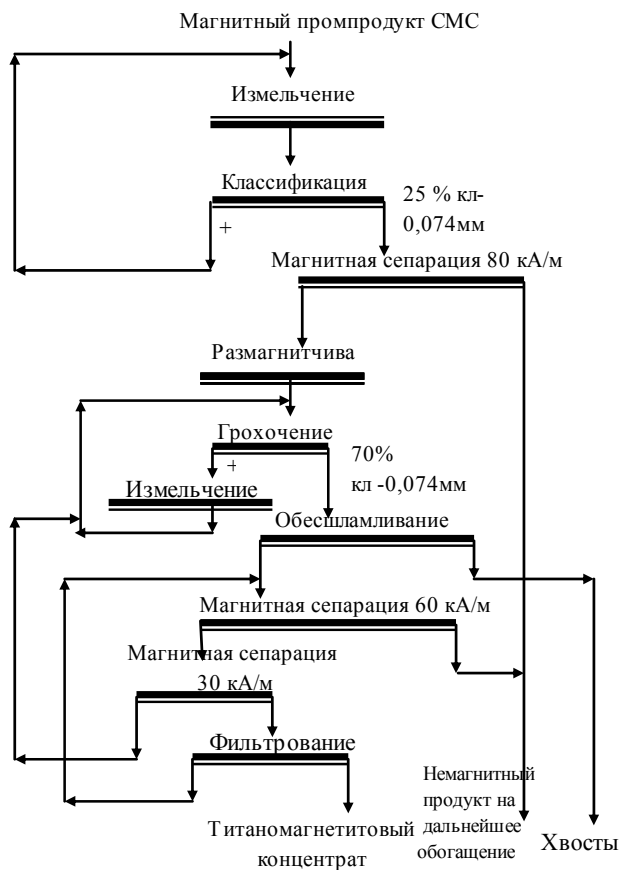 Магнитный промпродукт СМС
Измельчение
Классификация
25 % кл-
0,074мм
+
Магнитная сепарация 80 кА/м
Размагнитчива
Грохочение
+
70%
кл -0,074мм
Измельчение
Обесшламливание
Магнитная сепарация 60 кА/м
Магнитная сепарация
30 кА/м
Фильтрование
Титаномагнетитовый
концентрат
Немагнитный
продукт на
дальнейшее
обогащение
Хвосты